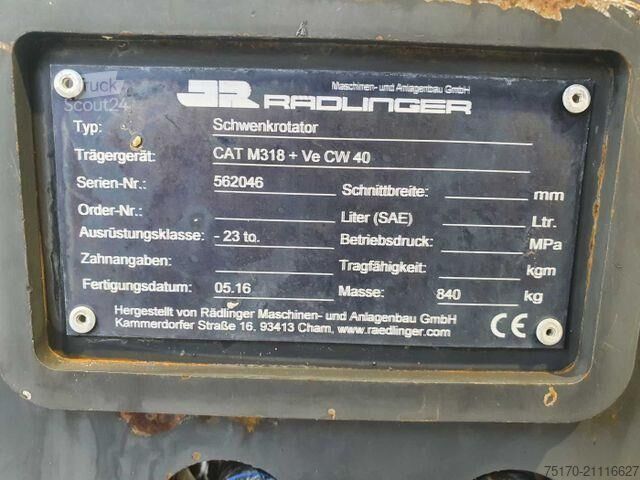 Truck
Scout24
JR Maschinen- und Anlagenbau GmbH
RÄDLINGER
Typ: Schwenkrotator
Trägergerät: CAT M318 + Ve CW 40
Serien-Nr.: 562046 Schnittbreite: mm
Order-Nr.: Liter (SAE) Ltr.
Ausrüstungsklasse: - 23 to. Betriebsdruck: MPa
Zahnangaben: Tragfähigkeit: kgm
Fertigungsdatum: 05.16 Masse: 840 kg
Hergestellt von Rädlinger Maschinen- und Anlagenbau GmbH
Kammerdorfer Straße 16, 93413 Cham, www.raedlinger.com
CE
75170-21116627